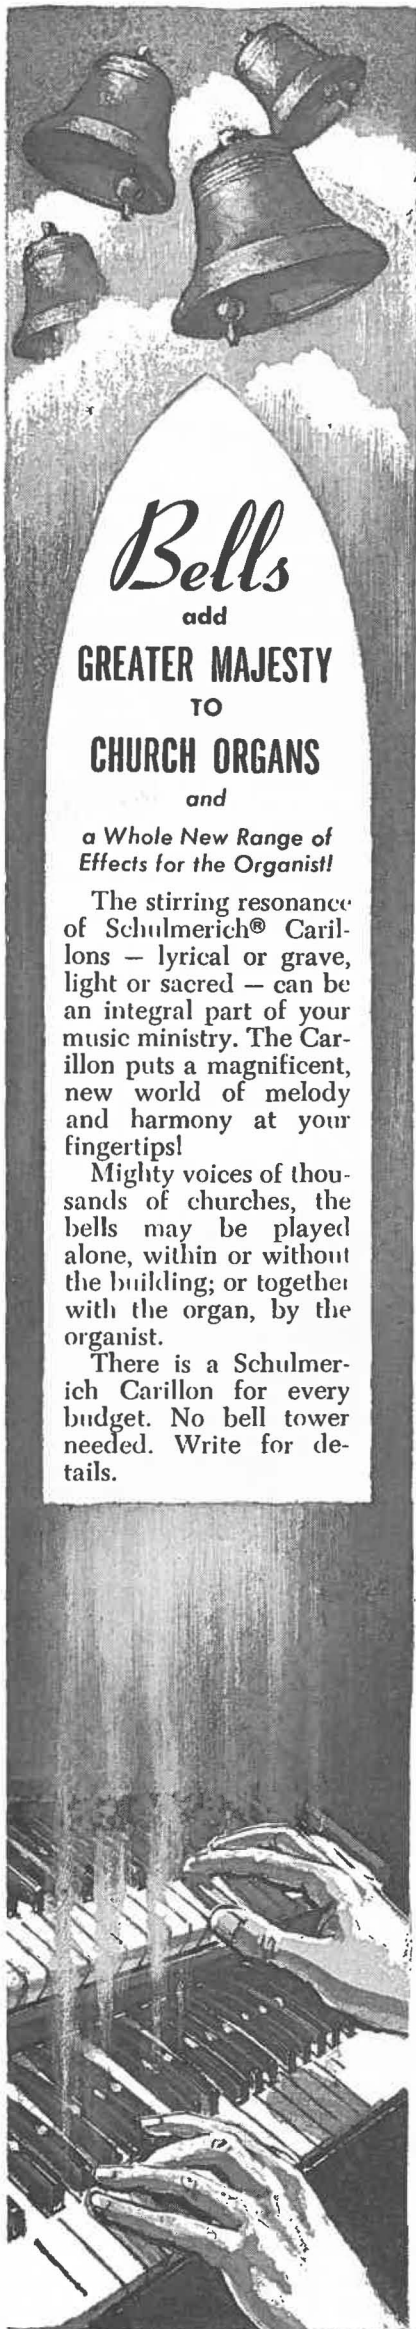 Bells
add
GREATER MAJESTY
TO
CHURCH ORGANS
and
a Whole New Range of
Effects for the Organist!
The stirring resonance
of Schulmerich® Caril-
lons — lyrical or grave,
light or sacred — can be
an integral part of your
music ministry. The Car-
illon puts a magnificent,
new world of melody
and harmony at your
fingertips!
Mighty voices of thou-
sands of churches, the
bells may be played
alone, within or without
the building; or together
with the organ, by the
organist.
There is a Schulmer-
ich Carillon for every
budget. No bell tower
needed. Write for de-
tails.